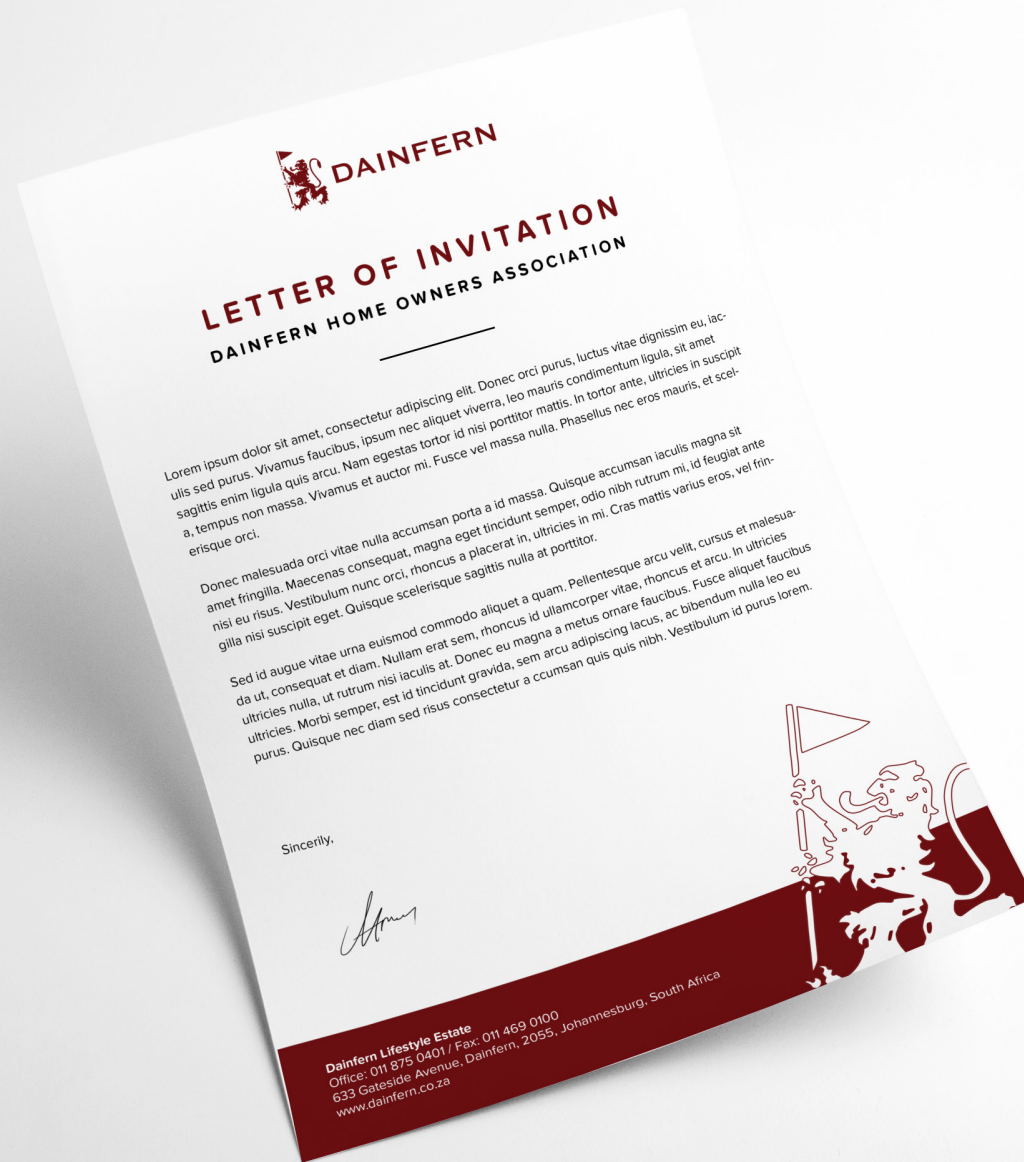 DAINFERN
LETTER OF INVITATION
DAINFERN HOME OWNERS ASSOCIATION
Lorem ipsum dolor sit amet, consectetur adipiscing elit. Donec orci purus, luctus vitae dignissim eu, iac-
ulis sed purus. Vivamus faucibus, ipsum nec aliquet viverra, leo mauris condimentum ligula, sit amet
sagittis enim ligula quis arcu. Nam egestas tortor id nisi porttitor mattis. In tortor ante, ultricies in suscipit
a, tempus non massa. Vivamus et auctor mi. Fusce vel massa nulla. Phasellus nec eros mauris, et scel-
erisque orci.
Donec malesuada orci vitae nulla accumsan porta a id massa. Quisque accumsan iaculis magna sit
amet fringilla. Maecenas consequat, magna eget tincidunt semper, odio nibh rutrum mi, id feugiat ante
nisi eu risus. Vestibulum nunc orci, rhoncus a placerat in, ultricies in mi. Cras mattis varius eros, vel frin-
gilla nisi suscipit eget. Quisque scelerisque sagittis nulla at porttitor.
Sed id augue vitae urna euismod commodo aliquet a quam. Pellentesque arcu velit, cursus et malesua-
da ut, consequat et diam. Nullam erat sem, rhoncus id ullamcorper vitae, rhoncus et arcu. In ultricies
ultricies nulla, ut rutrum nisi iaculis at. Donec eu magna a metus ornare faucibus. Fusce aliquet faucibus
ultricies. Morbi semper, est id tincidunt gravida, sem arcu adipiscing lacus, ac bibendum nulla leo eu
purus. Quisque nec diam sed risus consectetur a ccumsan quis quis nibh. Vestibulum id purus lorem.
Sincerily,
Dainfern Lifestyle Estate
Office: 011 875 0401 / Fax: 011 469 0100
633 Gateside Avenue, Dainfern, 2055, Johannesburg, South Africa
www.dainfern.co.za